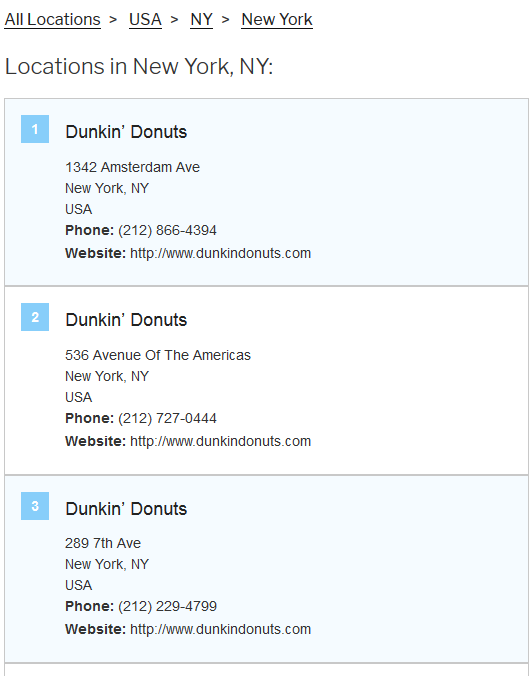 All Locations > USA > NY > New York
Locations in New York, NY:
1 Dunkin’ Donuts
1342 Amsterdam Ave
New York, NY
USA
Phone: (212) 866-4394
Website: http://www.dunkindonuts.com
2 Dunkin’ Donuts
536 Avenue Of The Americas
New York, NY
USA
Phone: (212) 727-0444
Website: http://www.dunkindonuts.com
3 Dunkin’ Donuts
289 7th Ave
New York, NY
USA
Phone: (212) 229-4799
Website: http://www.dunkindonuts.com